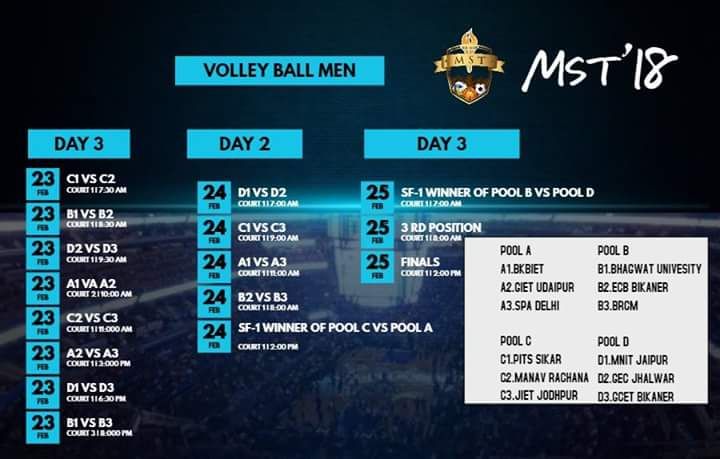 VOLLEY BALL MEN
MST
MST'18
DAY 3
23 FEB
C1 VS C2
COURT 1 | 7:30 AM
23 FEB
B1 VS B2
COURT 1 | 8:30 AM
23 FEB
D2 VS D3
COURT 1 | 9:30 AM
23 FEB
A1 VA A2
COURT 2 | 10:00 AM
23 FEB
C2 VS C3
COURT 1 | 11:000 AM
23 FEB
A2 VS A3
COURT 1 | 3:000 PM
23 FEB
D1 VS D3
COURT 1 | 6:30 PM
23 FEB
B1 VS B3
COURT 3 | 8:000 PM
DAY 2
24 FEB
D1 VS D2
COURT 1 | 7:00 AM
24 FEB
C1 VS C3
COURT 1 | 9:00 AM
24 FEB
A1 VS A3
COURT 1 | 11:00 AM
24 FEB
B2 VS B3
COURT 1 | 8:00 AM
24 FEB
SF-1 WINNER OF POOL C VS POOL A
COURT 1 | 2:00 PM
DAY 3
25 FEB
SF-1 WINNER OF POOL B VS POOL D
COURT 1 | 7:00 AM
25 FEB
3 RD POSITION
COURT 1 | 8:00 AM
25 FEB
FINALS
COURT 1 | 2:00 PM
POOL A
A1.BKBIET
A2.CIET UDAIPUR
A3.SPA DELHI
POOL B
B1.BHAGWAT UNIVESITY
B2.ECB BIKANER
B3.BRCM
POOL C
C1.PITS SIKAR
C2.MANAV RACHANA
C3.JIET JODHPUR
POOL D
D1.MNIT JAIPUR
D2.GEC JHALWAR
D3.GCET BIKANER